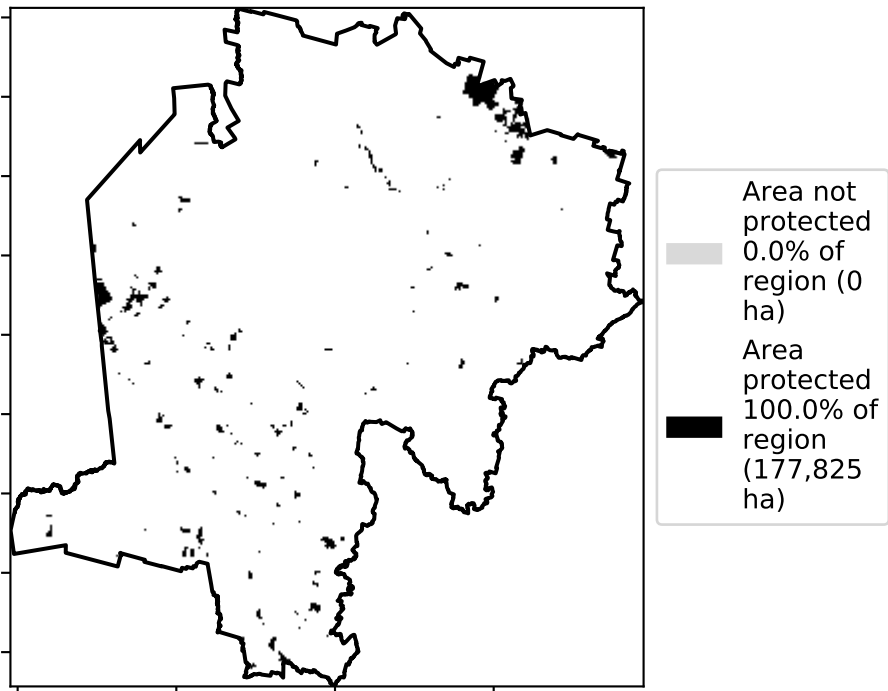 Area not
protected
0.0% of
region (0
ha)
Area
protected
100.0% of
region
(177,825
ha)